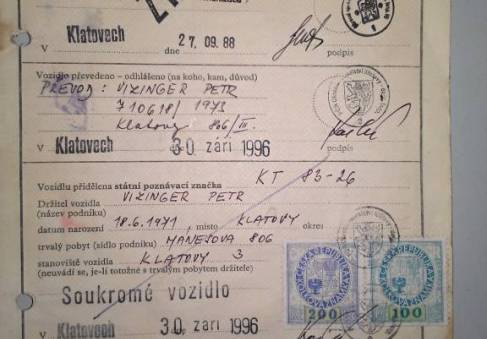 V Klatovech
dne 27. 09. 88
podpis
Vozidlo převedeno – odhlášeno (na koho, kam, důvod)
PŘEVOD: VIZINGER PETR
710618/1973
Klatovy 806/III.
V Klatovech 30. září 1996
podpis
Vozidlu přidělena státní poznávací značka KT 83-26
Držitel vozidla VIZINGER PETR
(název podniku)
datum narození 18.6.1971, místo KLATOVY okres
trvalý pobyt (sídlo podniku) MÁNESOVA 806
stanoviště vozidla KLATOVY 3
(neuvádí se, je-li totožné s trvalým pobytem držitele)
Soukromé vozidlo
ČESKÁ REPUBLIKA
KOLKOVÁ ZNÁMKA
200
ČESKÁ REPUBLIKA
KOLKOVÁ ZNÁMKA
100
V Klatovech 30. září 1996